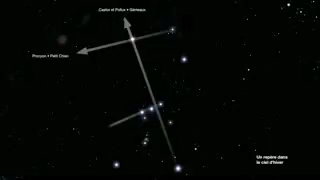 Castor et Pollux • Gémeaux
Procyon • Petit Chien
Un repère dans
le ciel d'hiver